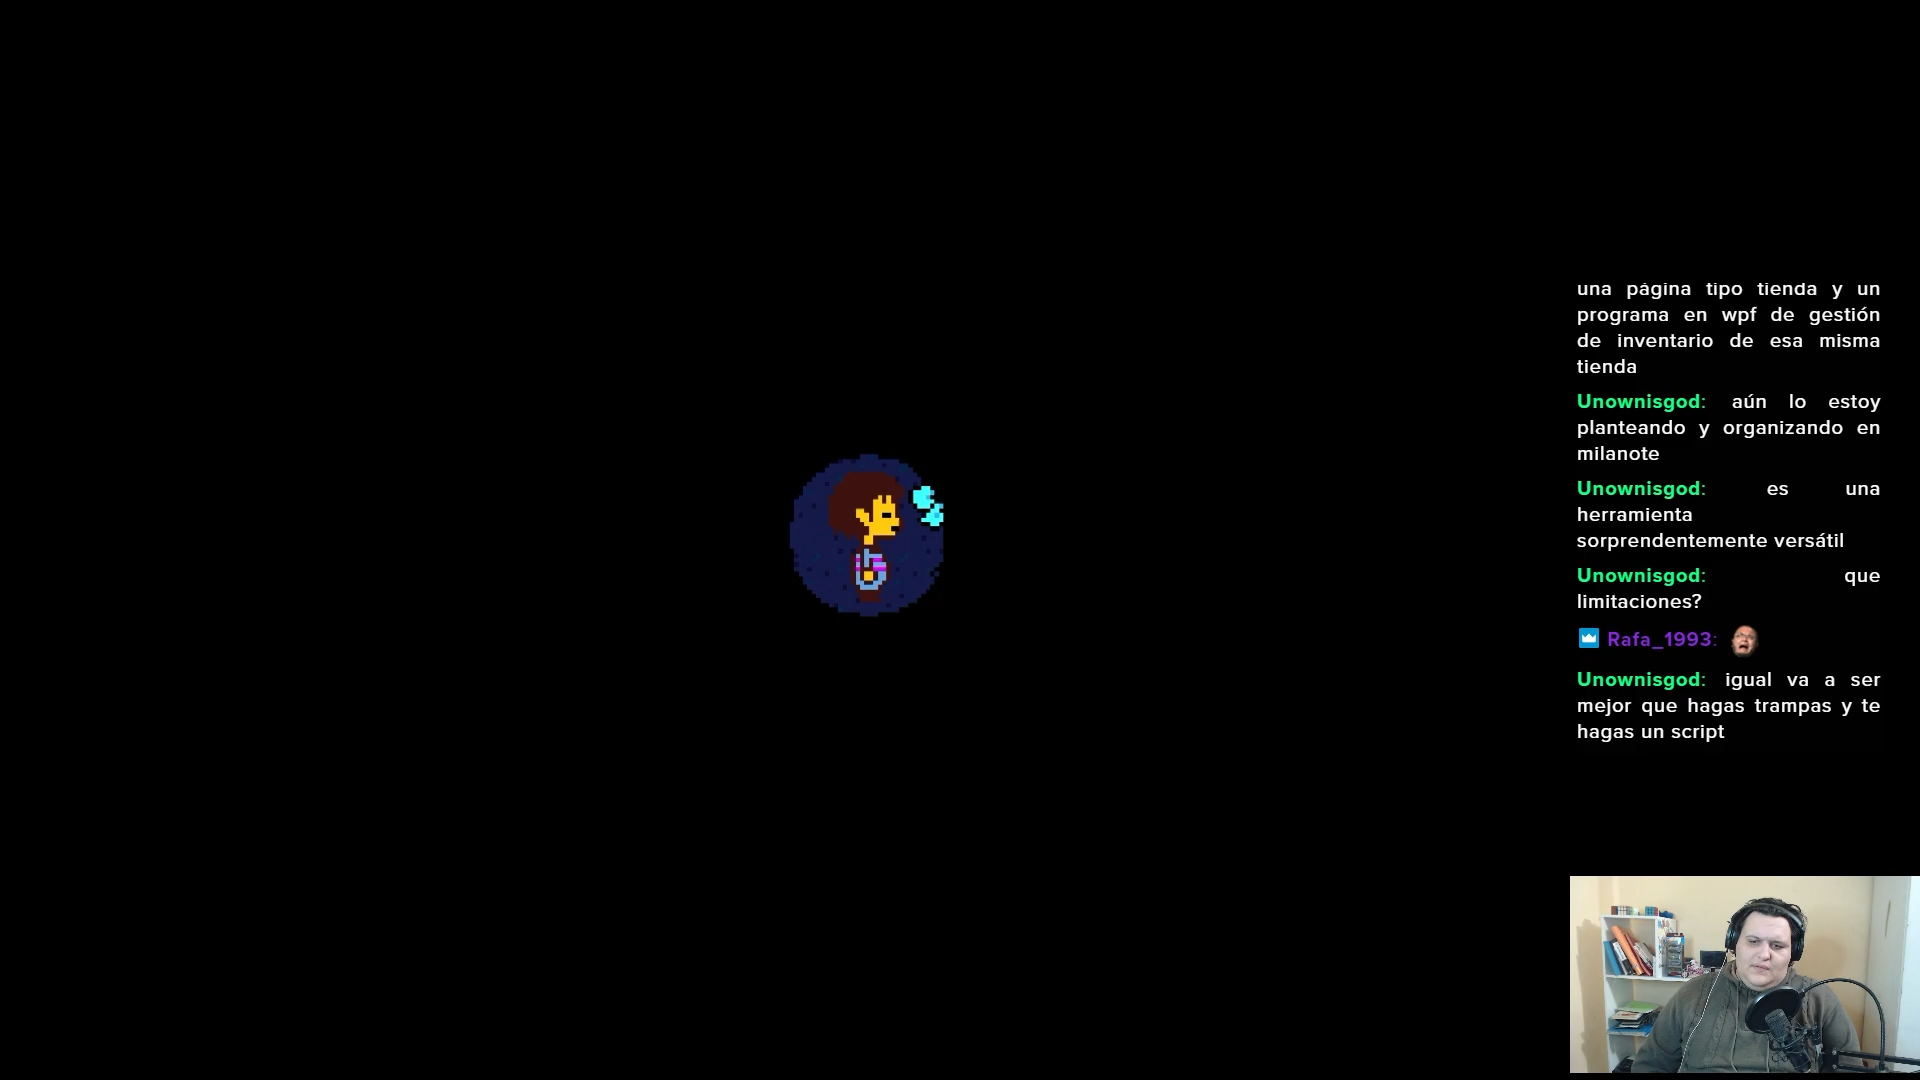 una página tipo tienda y un
programa en wpf de gestión
de inventario de esa misma
tienda
Unownisgod: aún lo estoy
planteando y organizando en
milanote
Unownisgod: es una
herramienta
sorprendentemente versátil
Unownisgod: que
limitaciones?
Rafa_1993:
Unownisgod: igual va a ser
mejor que hagas trampas y te
hagas un script